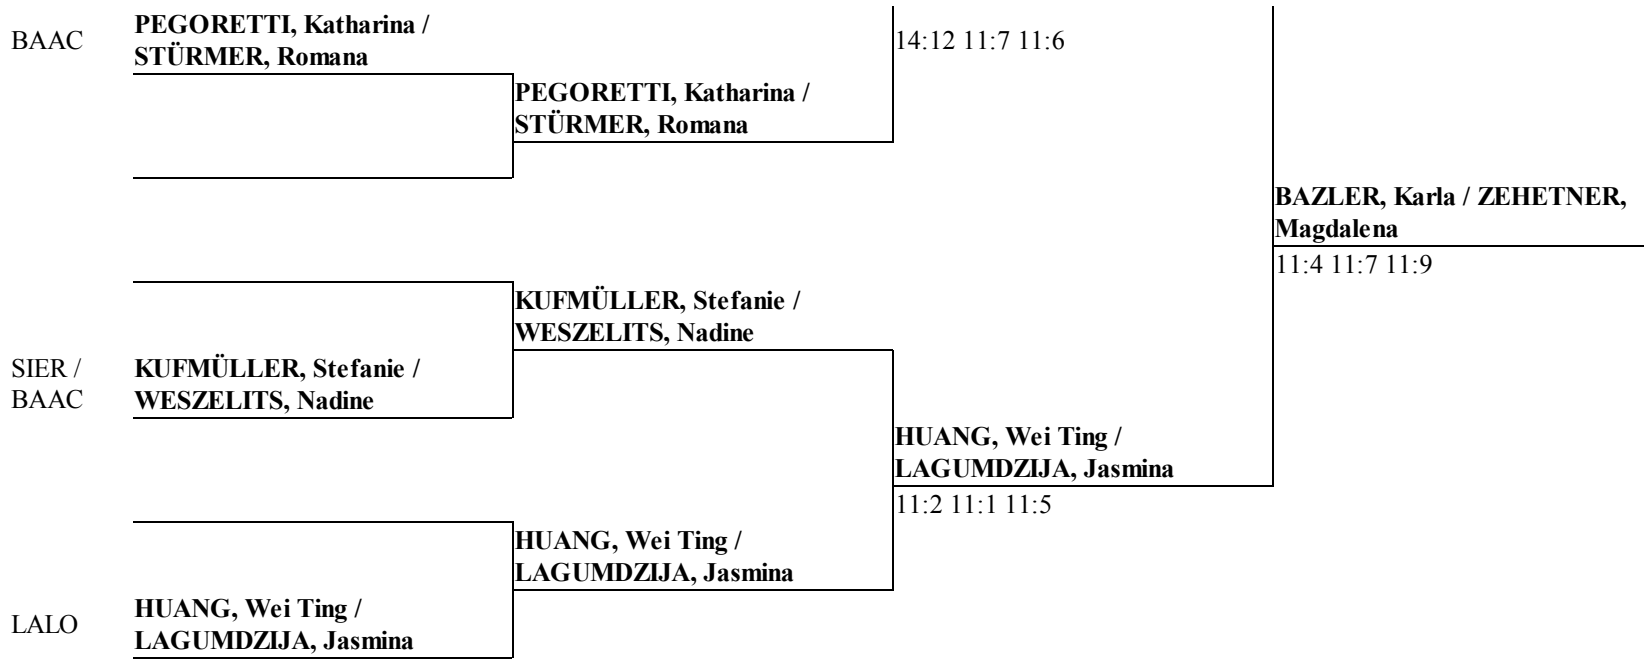 BAAC
PEGORETTI, Katharina /
STÜRMER, Romana
14:12 11:7 11:6
PEGORETTI, Katharina /
STÜRMER, Romana
BAZLER, Karla / ZEHETNER,
Magdalena
11:4 11:7 11:9
KUFMÜLLER, Stefanie /
WESZELITS, Nadine
SIER /
BAAC
KUFMÜLLER, Stefanie /
WESZELITS, Nadine
HUANG, Wei Ting /
LAGUMDZIJA, Jasmina
11:2 11:1 11:5
HUANG, Wei Ting /
LAGUMDZIJA, Jasmina
LALO
HUANG, Wei Ting /
LAGUMDZIJA, Jasmina